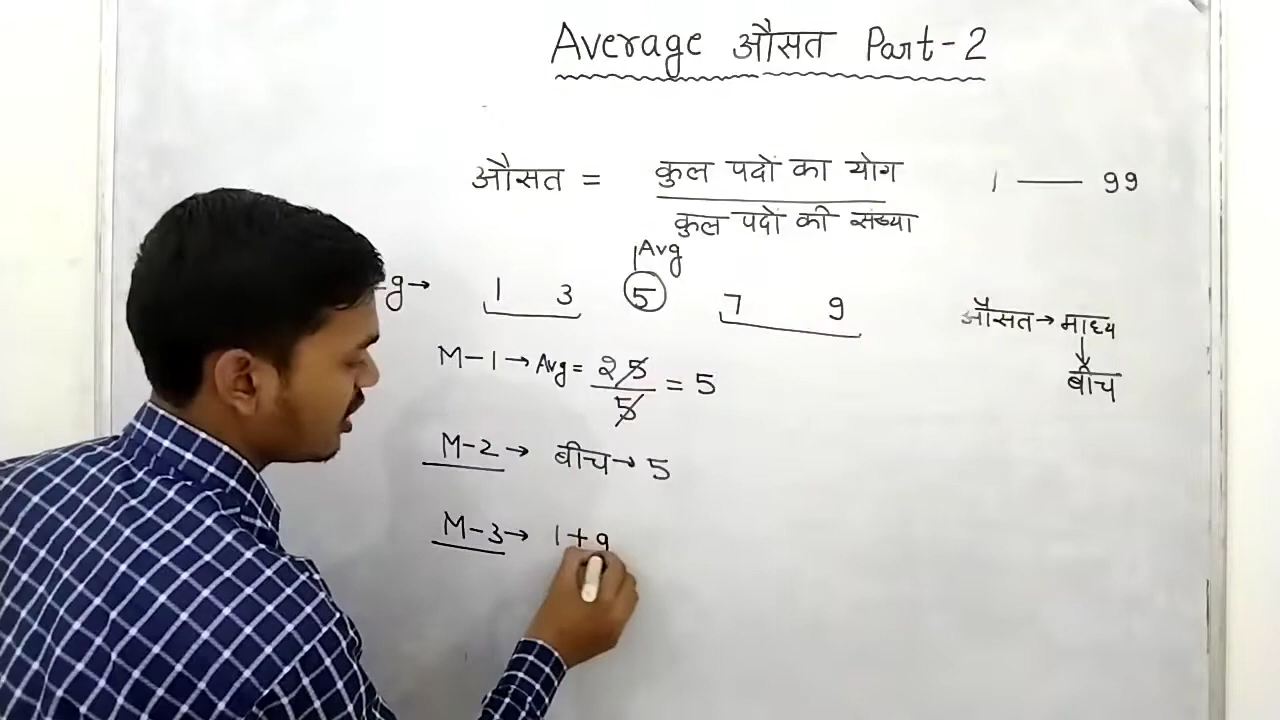 Average औसत Part-2
औसत = कुल पदों का योग
कुल पदों की संख्या
1 — 99
Avg
g→ 1 3 5 7 9
औसत → माध्य
↓
बीच
M-1 → Avg = 25
5
= 5
M-2 → बीच → 5
M-3 → 1+9